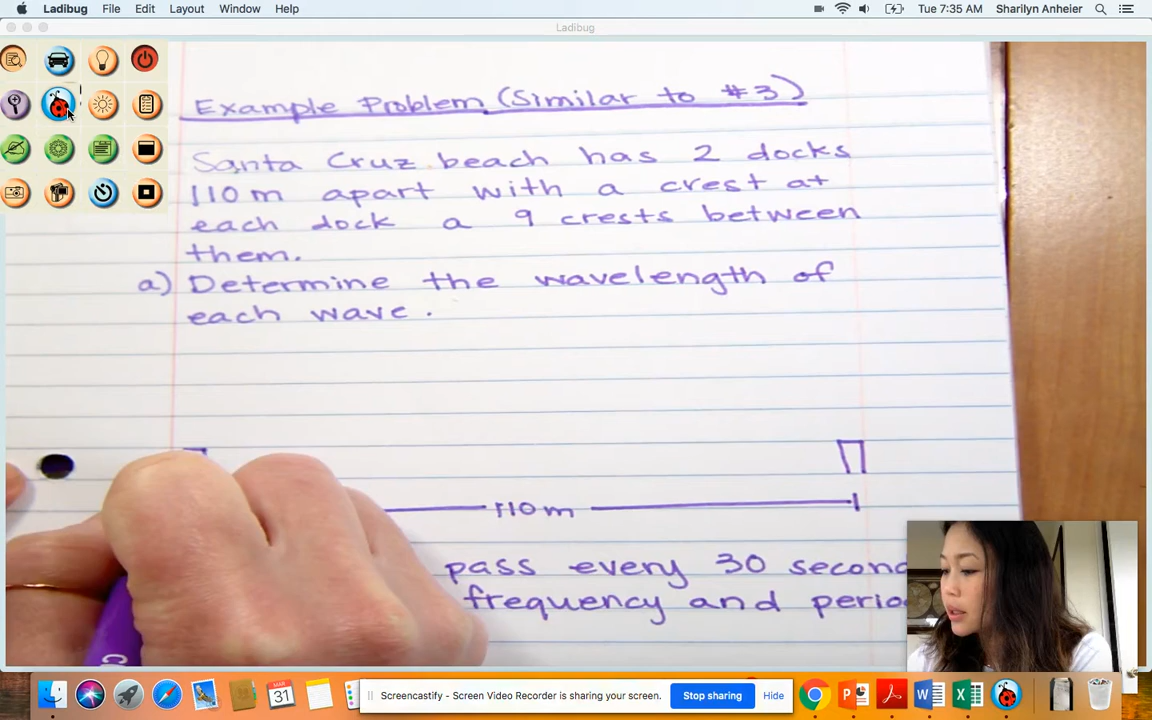 Ladibug File Edit Layout Window Help Tue 7:35 AM Sharilyn Anheier
Ladibug
Example Problem (Similar to #3)
Santa Cruz beach has 2 docks
110 m apart with a crest at
each dock a 9 crests between
them.
a) Determine the wavelength of
each wave.
110 m
pass every 30 second
frequency and perio
MAR 31
Screencastify - Screen Video Recorder is sharing your screen. Stop sharing Hide